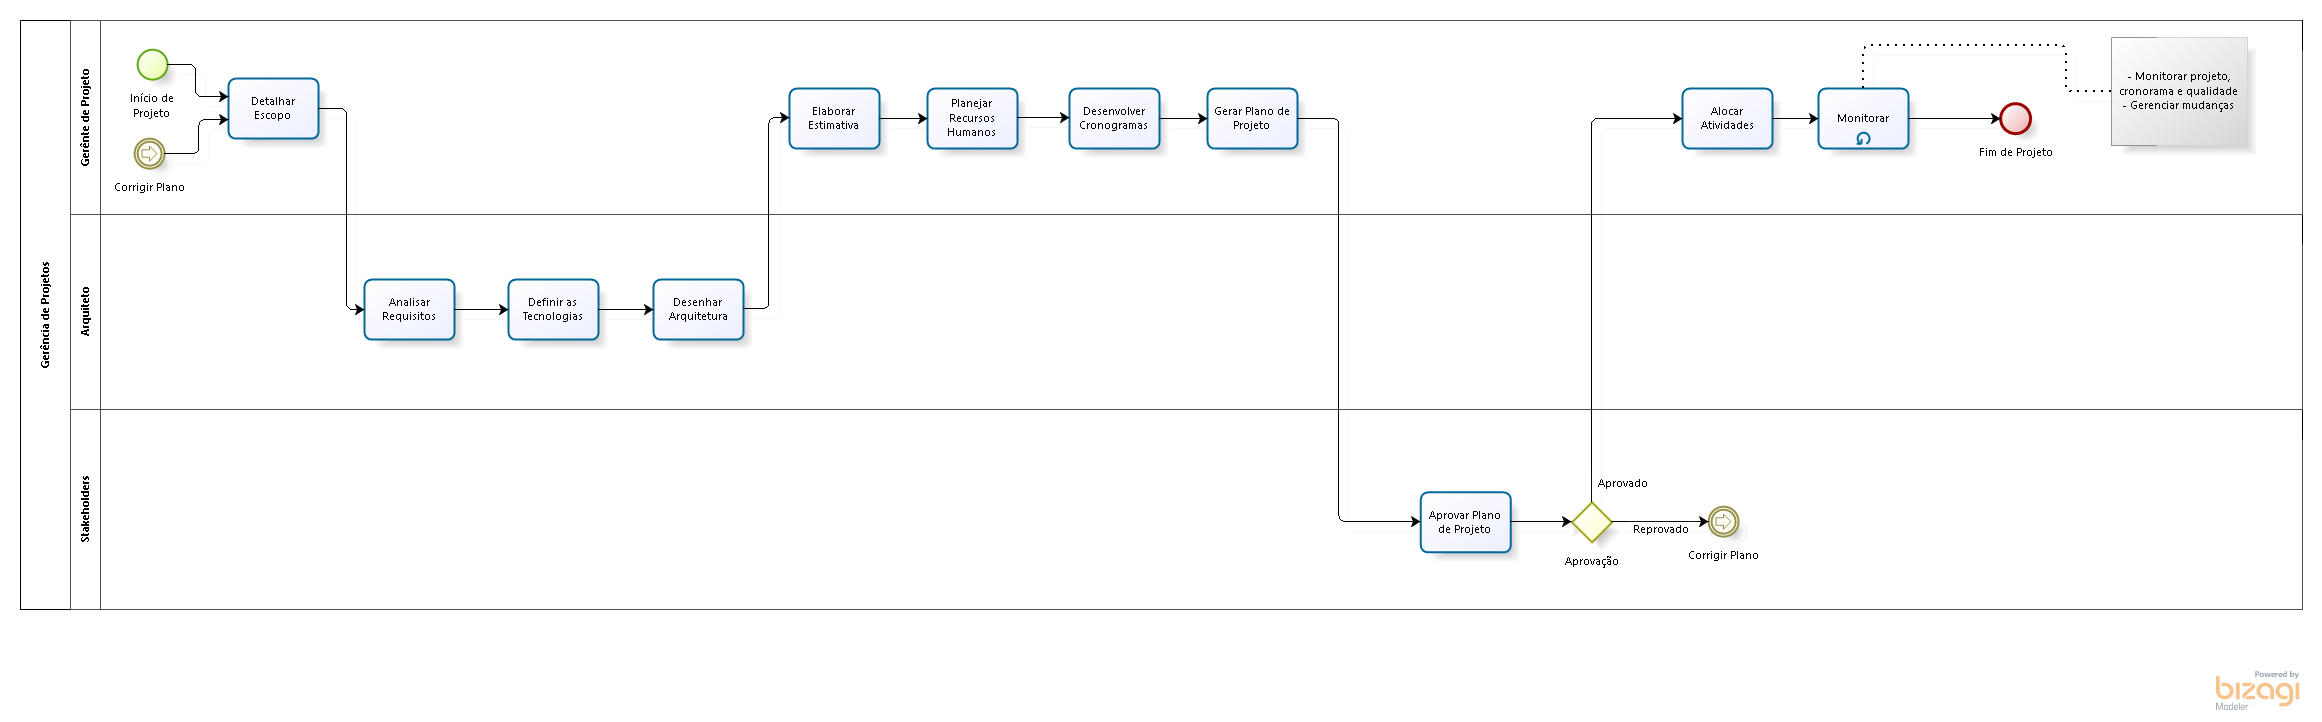 Gerência de Projetos
Gerênte de Projeto
Início de
Projeto
Corrigir Plano
Detalhar
Escopo
Elaborar
Estimativa
Planejar
Recursos
Humanos
Desenvolver
Cronogramas
Gerar Plano de
Projeto
Alocar
Atividades
Monitorar
Fim de Projeto
- Monitorar projeto,
cronorama e qualidade
- Gerenciar mudanças
Arquiteto
Analisar
Requisitos
Definir as
Tecnologias
Desenhar
Arquitetura
Stakeholders
Aprovar Plano
de Projeto
Aprovado
Aprovação
Reprovado
Corrigir Plano
Powered by
bizagi
Modeler